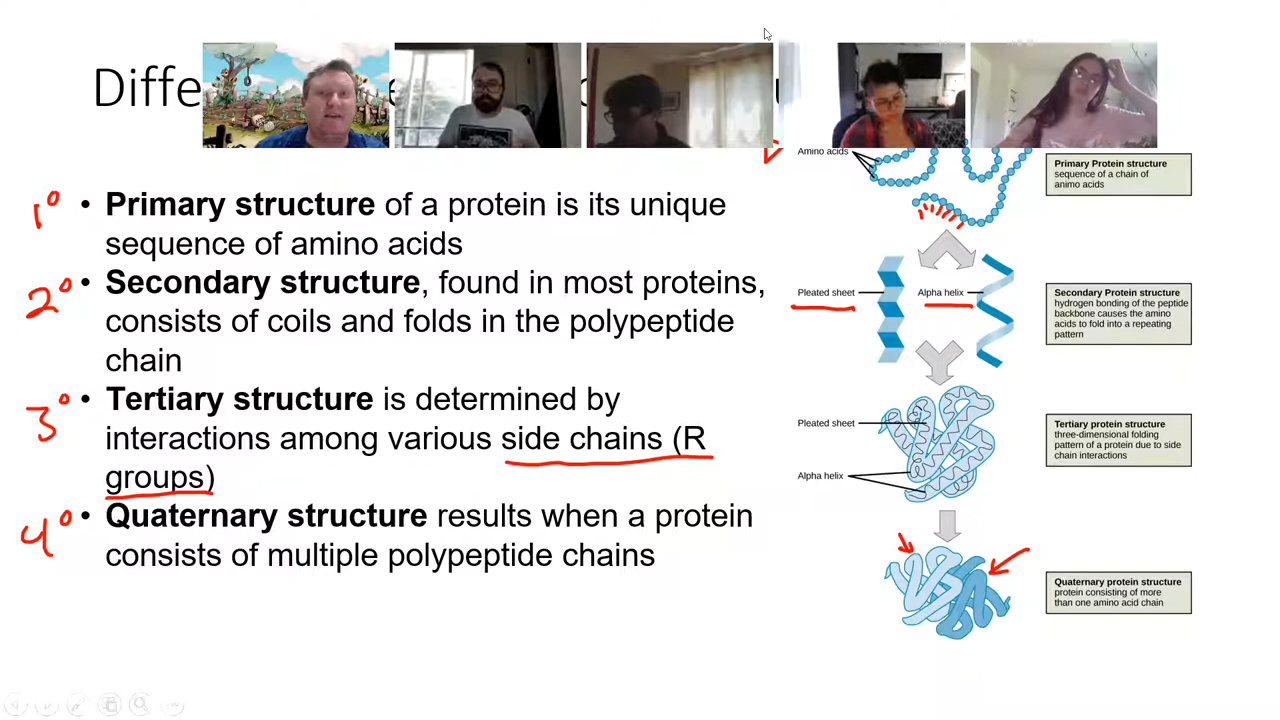 Diffe
1° • Primary structure of a protein is its unique
sequence of amino acids
2° • Secondary structure, found in most proteins,
consists of coils and folds in the polypeptide
chain
3° • Tertiary structure is determined by
interactions among various side chains (R
groups)
4° • Quaternary structure results when a protein
consists of multiple polypeptide chains
Amino acids
Primary Protein structure
sequence of a chain of
animo acids
Pleated sheet
Alpha helix
Secondary Protein structure
hydrogen bonding of the peptide
backbone causes the amino
acids to fold into a repeating
pattern
Pleated sheet
Alpha helix
Tertiary protein structure
three-dimensional folding
pattern of a protein due to side
chain interactions
Quaternary protein structure
protein consisting of more
than one amino acid chain